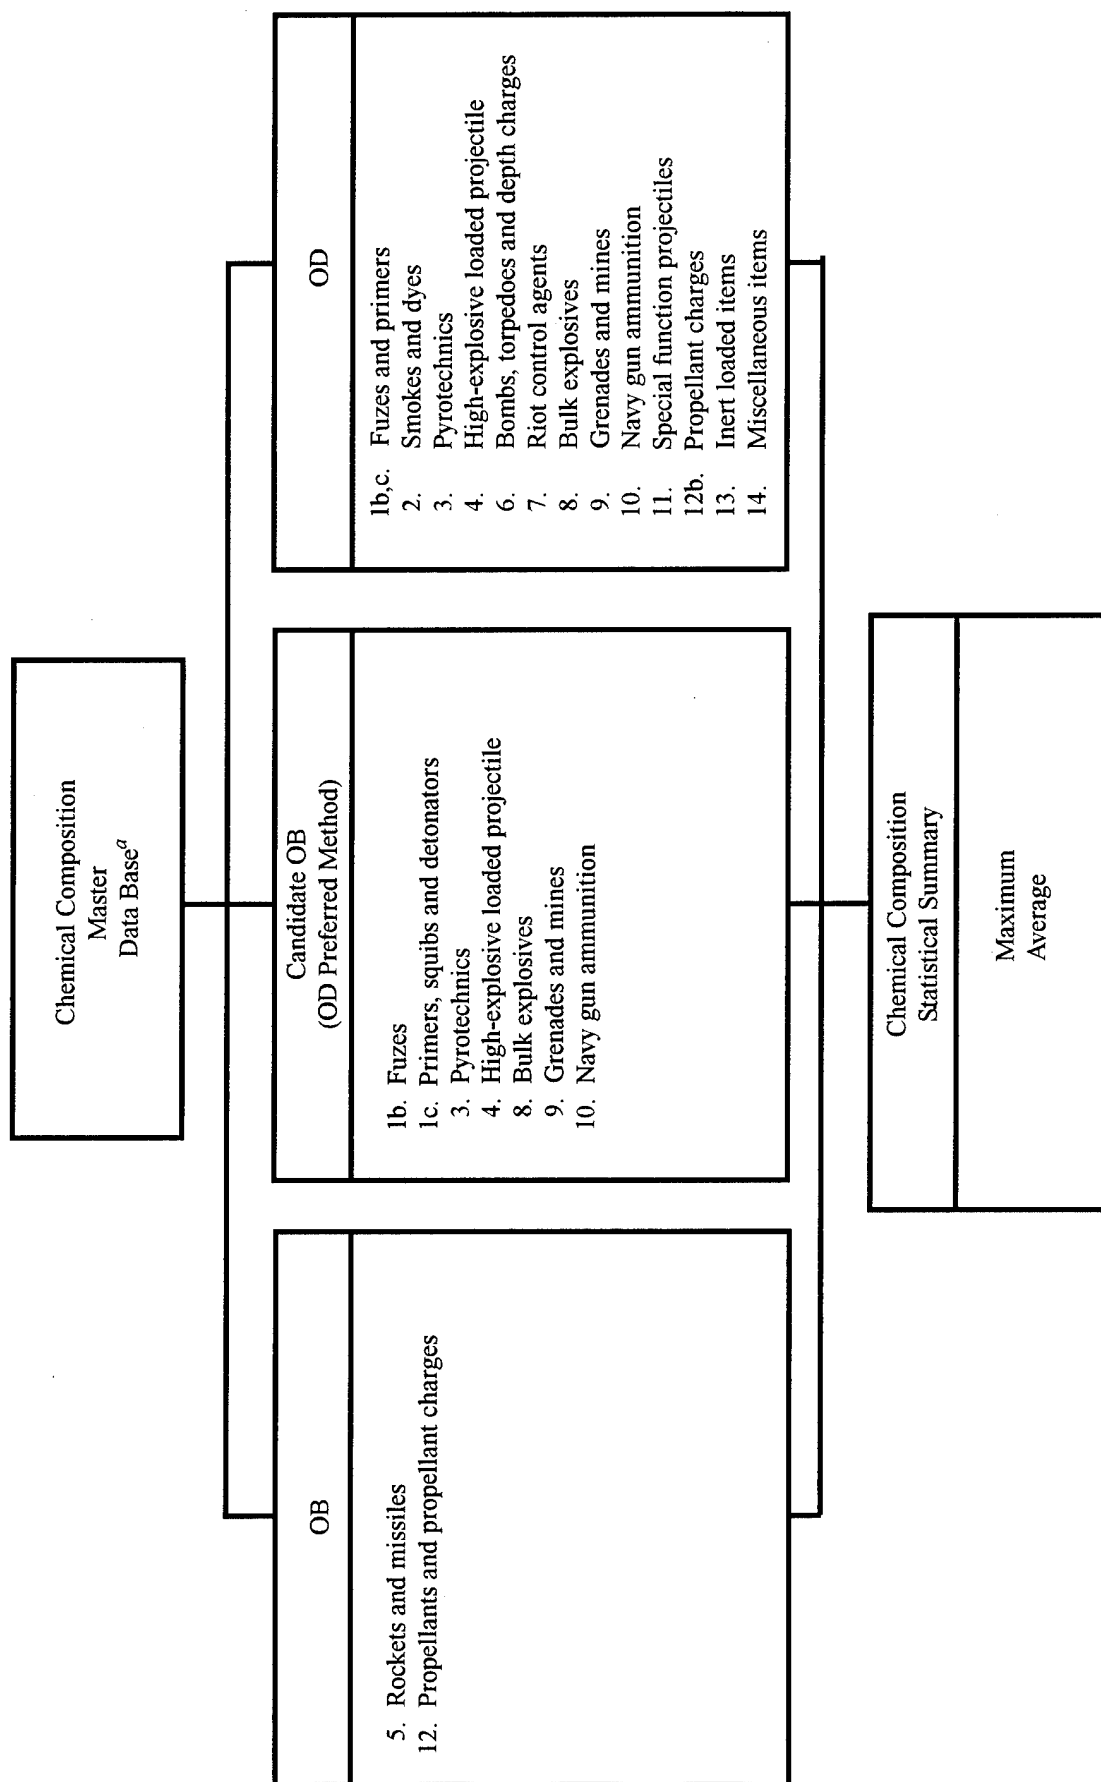 Chemical Composition
Master
Data Base^a
OB
5. Rockets and missiles
12. Propellants and propellant charges
Candidate OB
(OD Preferred Method)
1b. Fuzes
1c. Primers, squibs and detonators
3. Pyrotechnics
4. High-explosive loaded projectile
8. Bulk explosives
9. Grenades and mines
10. Navy gun ammunition
OD
1b,c. Fuzes and primers
2. Smokes and dyes
3. Pyrotechnics
4. High-explosive loaded projectile
6. Bombs, torpedoes and depth charges
7. Riot control agents
8. Bulk explosives
9. Grenades and mines
10. Navy gun ammunition
11. Special function projectiles
12b. Propellant charges
13. Inert loaded items
14. Miscellaneous items
Chemical Composition
Statistical Summary
Maximum
Average